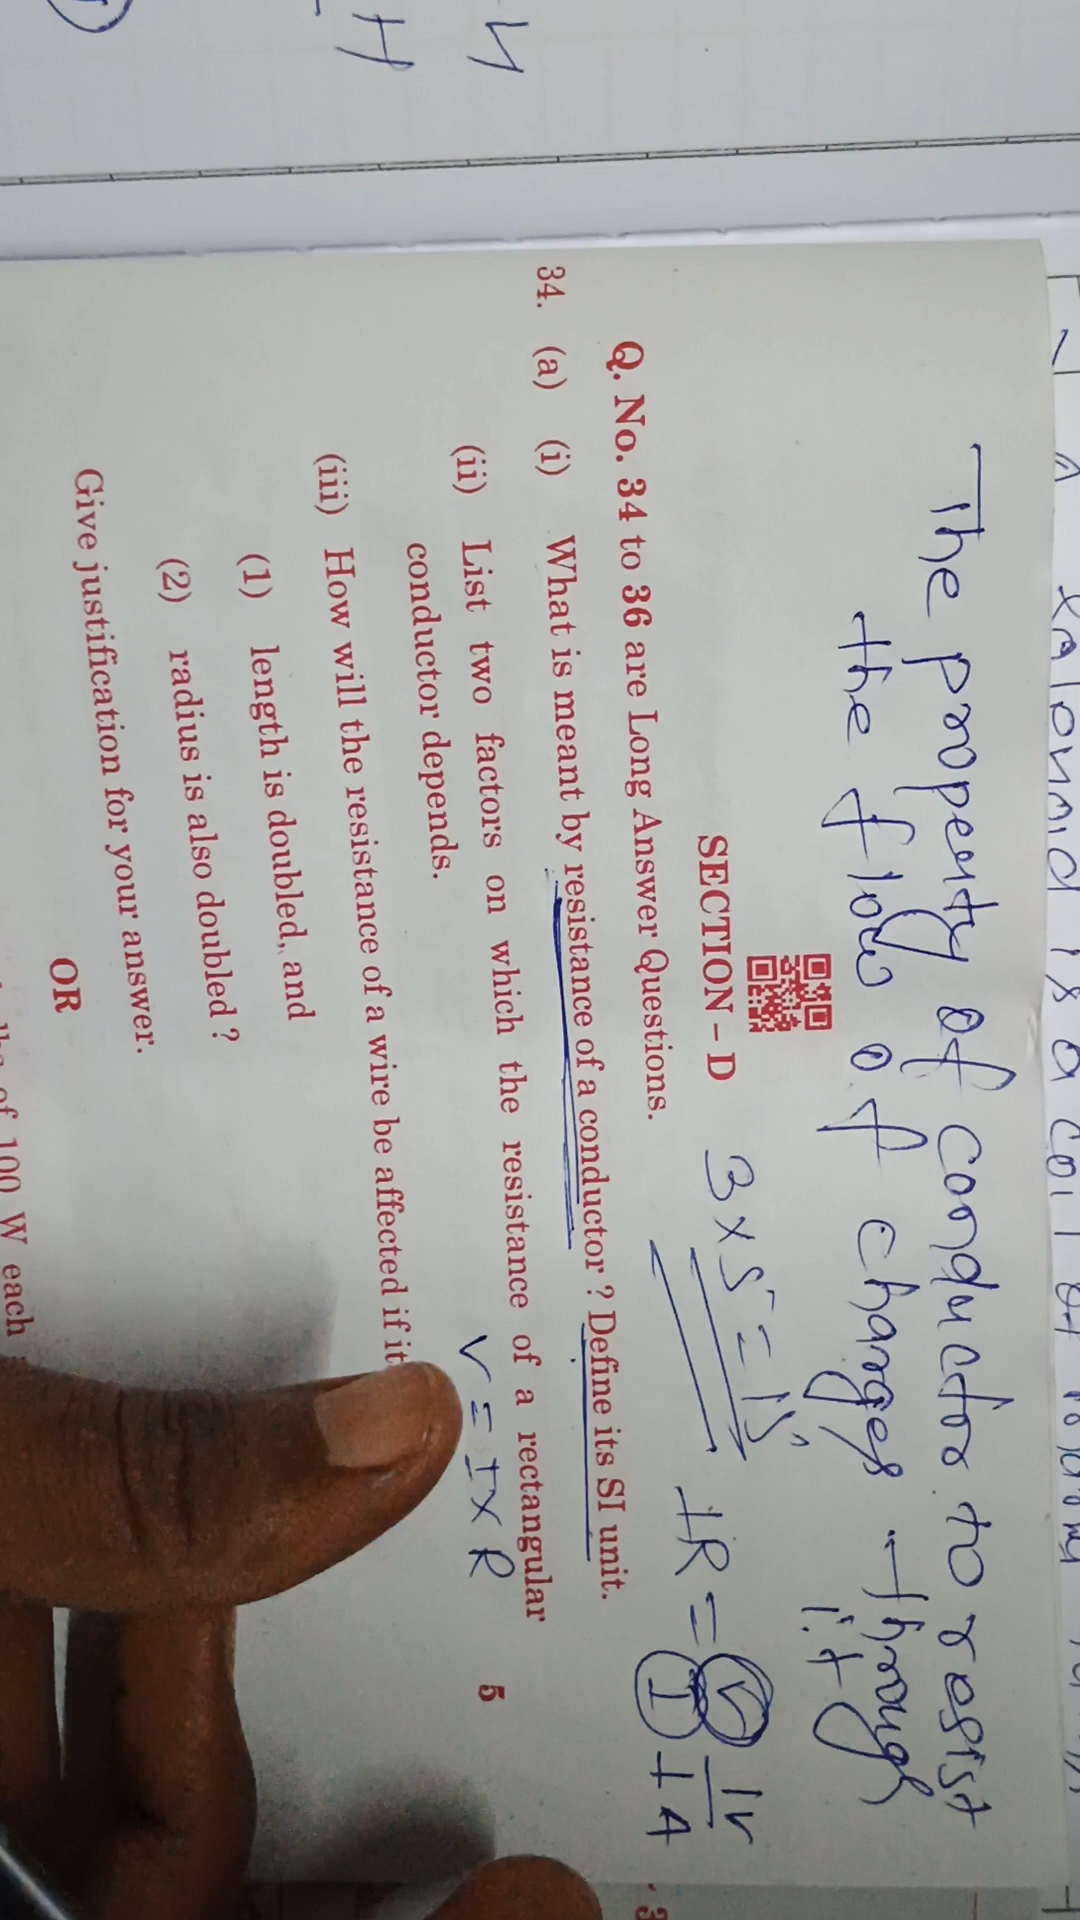 The property of conductor to resist
the flow of charges through
it
SECTION – D
3 x 5 = 15
Q. No. 34 to 36 are Long Answer Questions.
1R = V/I 1V/1A
34. (a) (i) What is meant by resistance of a conductor ? Define its SI unit.
(ii) List two factors on which the resistance of a rectangular
conductor depends.
V = I x R
5
(iii) How will the resistance of a wire be affected if it
(1) length is doubled, and
(2) radius is also doubled ?
Give justification for your answer.
OR
of 100 W each